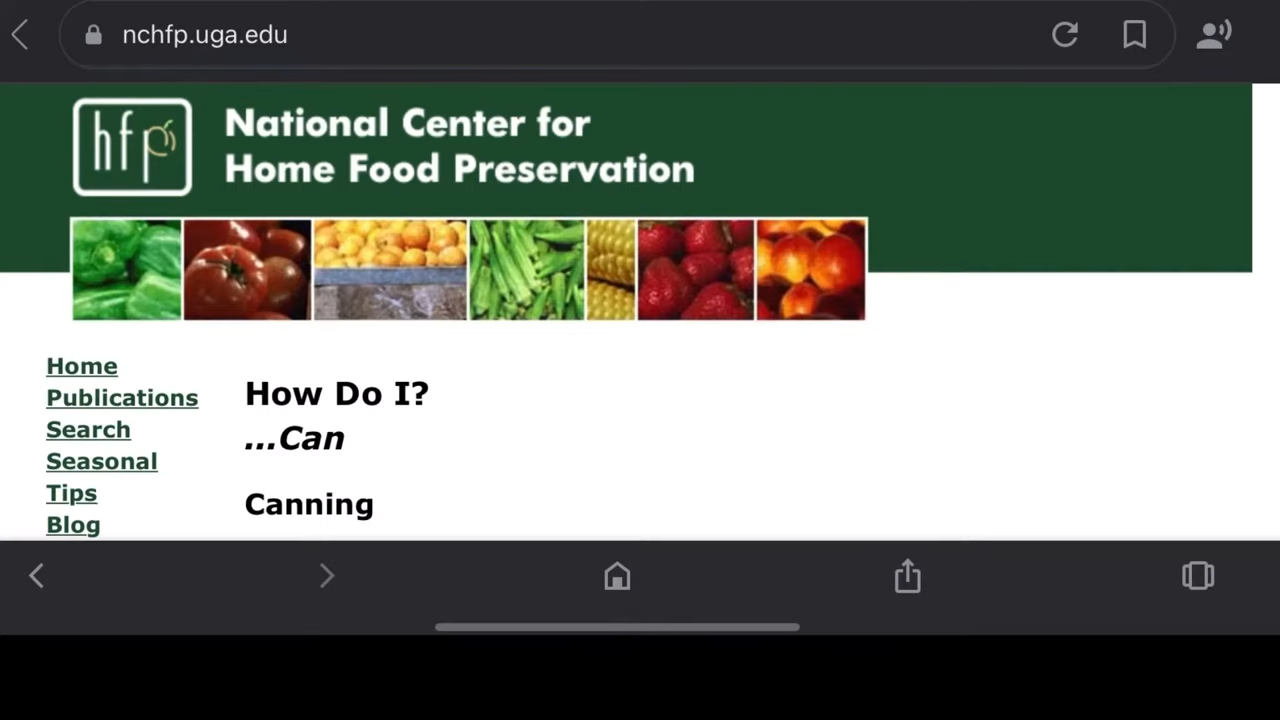 nchfp.uga.edu
hfp
National Center for
Home Food Preservation
Home
Publications
Search
Seasonal
Tips
Blog
How Do I?
...Can
Canning